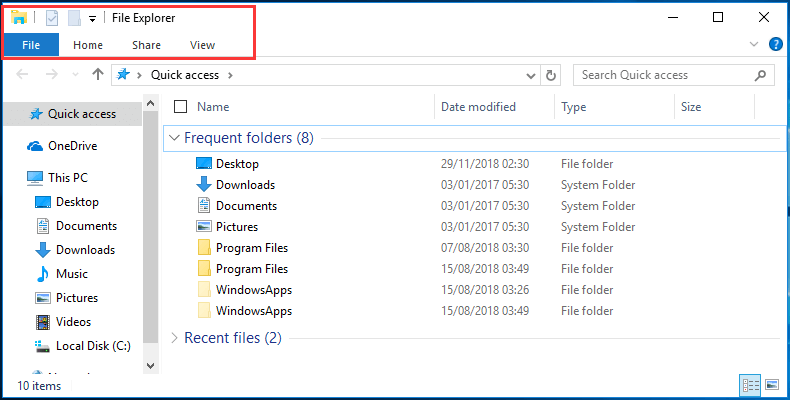 File Explorer
File Home Share View
Quick access
Search Quick access
Name Date modified Type Size
Quick access
OneDrive
This PC
Desktop
Documents
Downloads
Music
Pictures
Videos
Local Disk (C:)
Frequent folders (8)
Desktop 29/11/2018 02:30 File folder
Downloads 03/01/2017 05:30 System Folder
Documents 03/01/2017 05:30 System Folder
Pictures 03/01/2017 05:30 System Folder
Program Files 07/08/2018 03:30 File folder
Program Files 15/08/2018 03:49 File folder
WindowsApps 15/08/2018 03:26 File folder
WindowsApps 15/08/2018 03:49 File folder
Recent files (2)
10 items